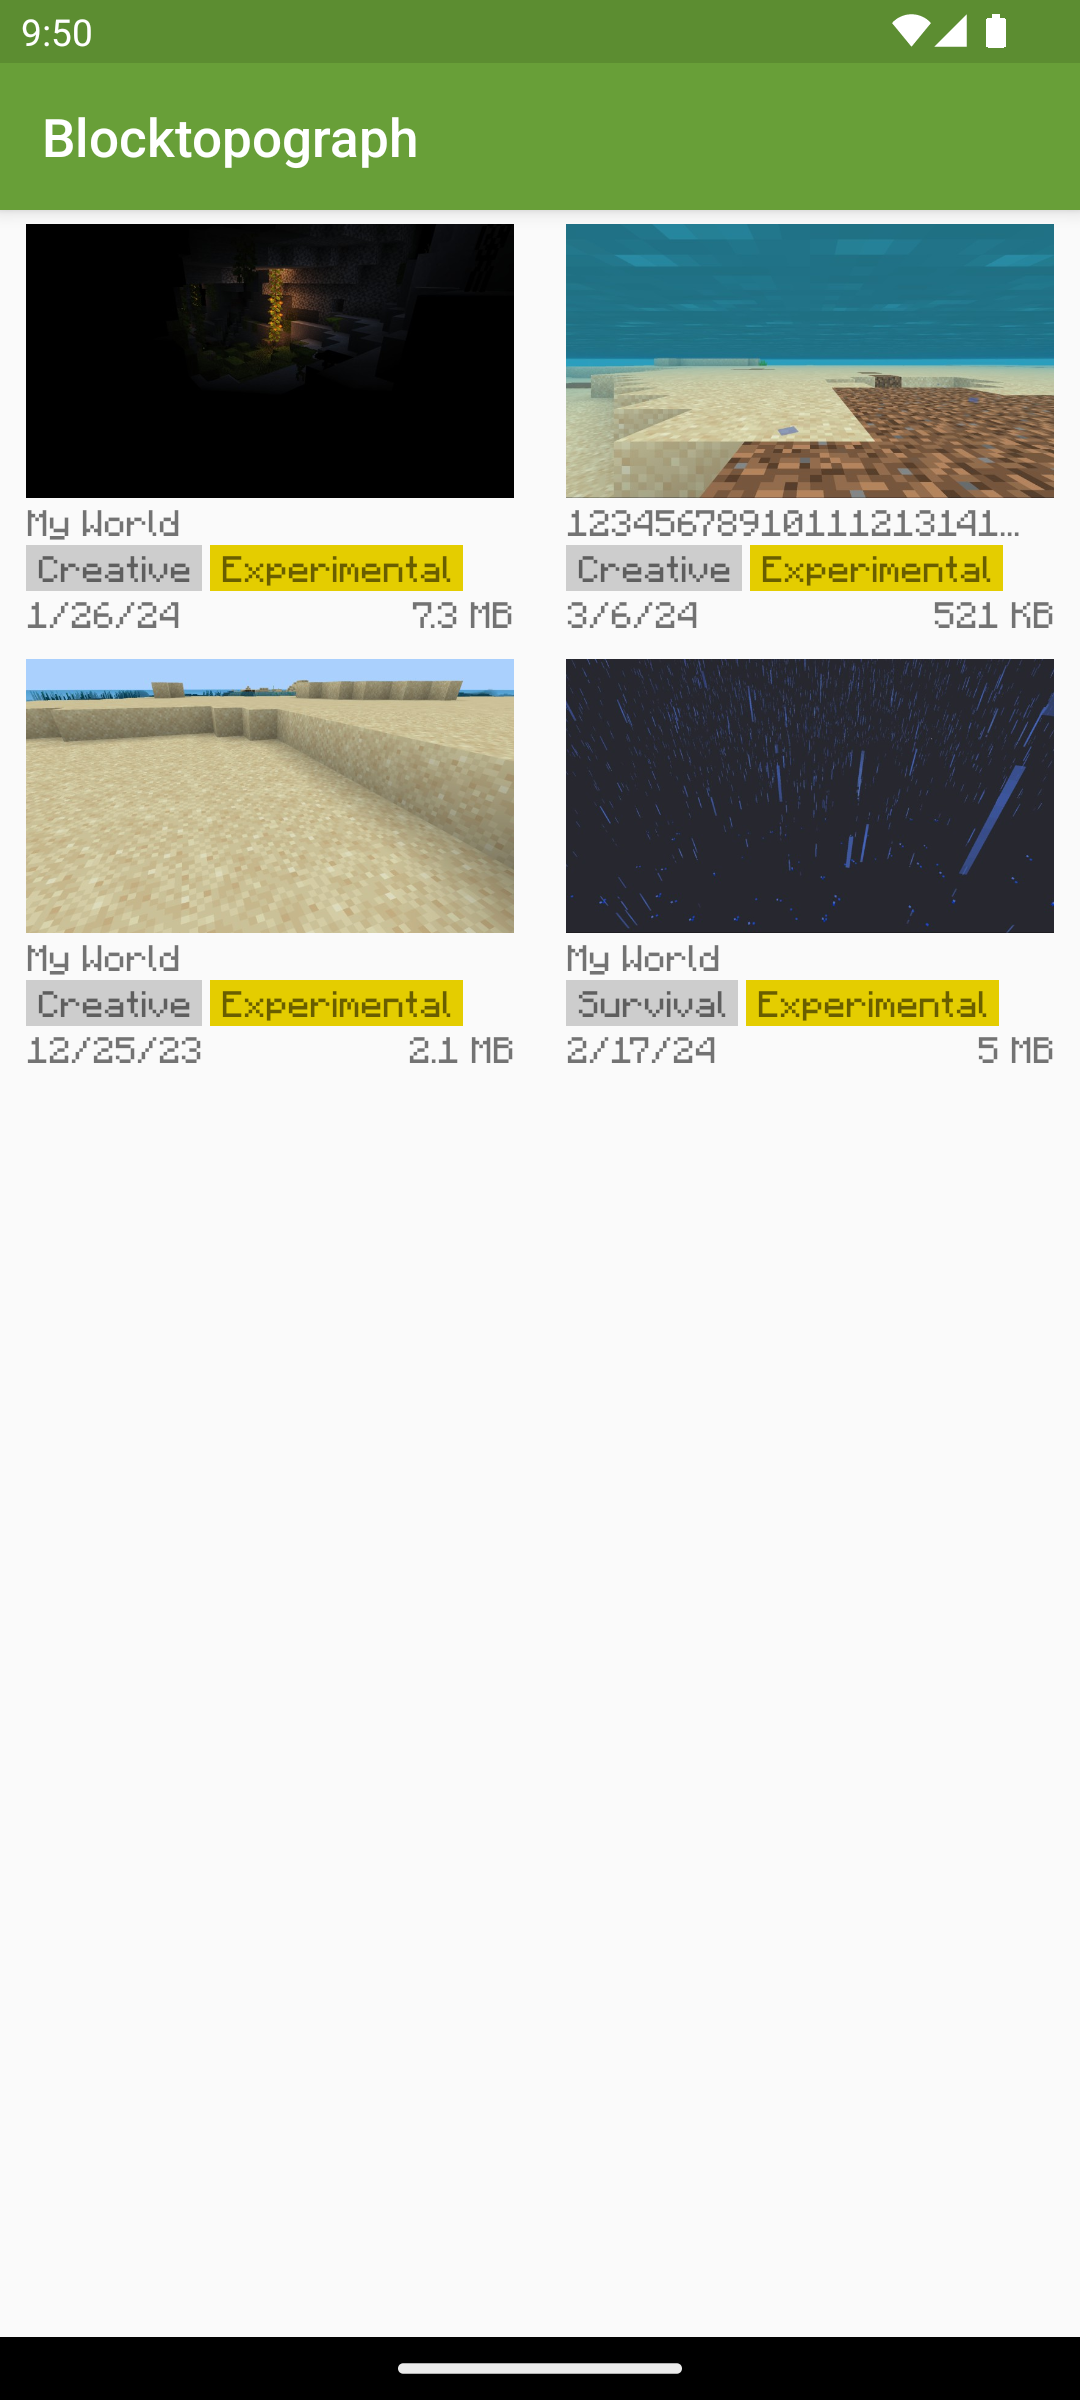 9:50
Blocktopograph
My World
Creative Experimental
1/26/24 7.3 MB
1234567891011121314 1...
Creative Experimental
3/6/24 521 KB
My World
Creative Experimental
12/25/23 2.1 MB
My World
Survival Experimental
2/17/24 5 MB